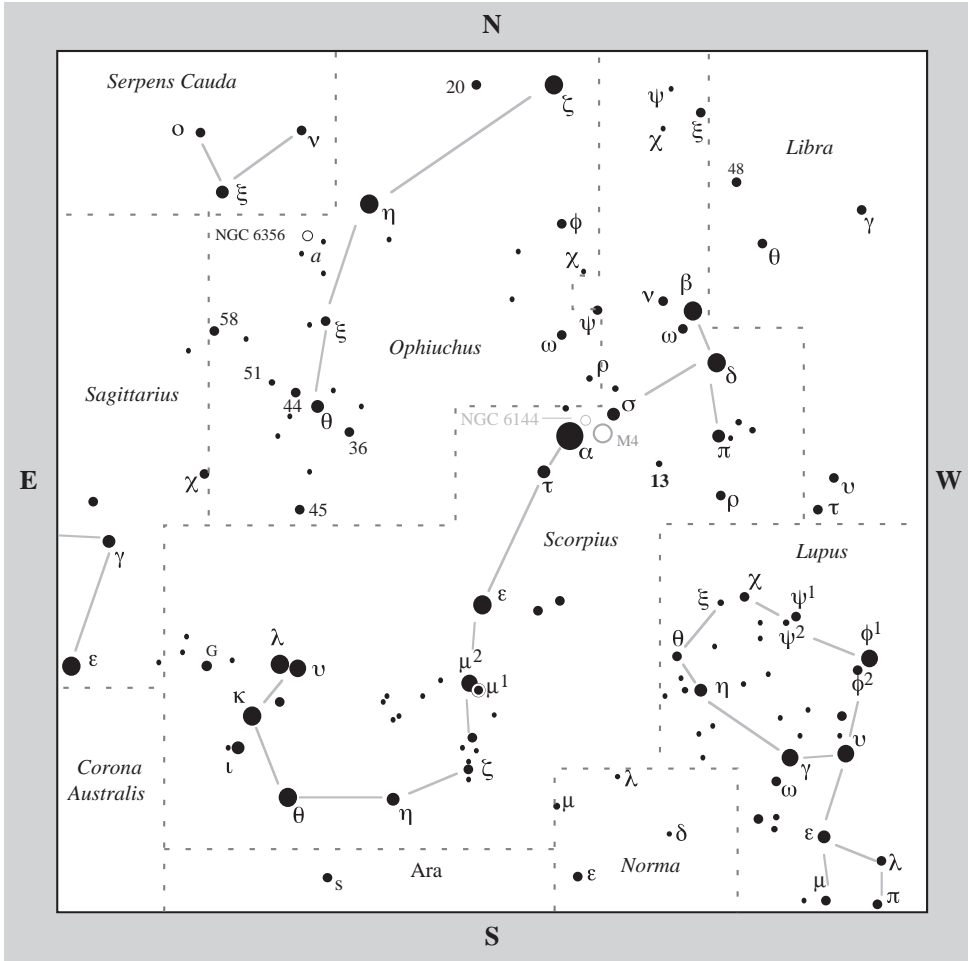 N
Serpens Cauda
20
ζ
ψ
ξ
χ
Libra
ο
ν
ξ
48
η
γ
NGC 6356
a
φ
θ
χ
58
ξ
Ophiuchus
ψ
ω
ν
β
ω
δ
Sagittarius
51
44
θ
36
ρ
σ
NGC 6144
M4
α
π
E
χ
τ
13
ρ
υ
τ
W
45
Scorpius
Lupus
γ
ε
ξ
χ
ψ1
ψ2
φ1
φ2
θ
ε
G
λ
υ
μ2
μ1
η
κ
ι
ζ
γ
υ
ω
Corona
Australis
θ
η
λ
μ
δ
ε
λ
Ara
Norma
s
ε
μ
π
S